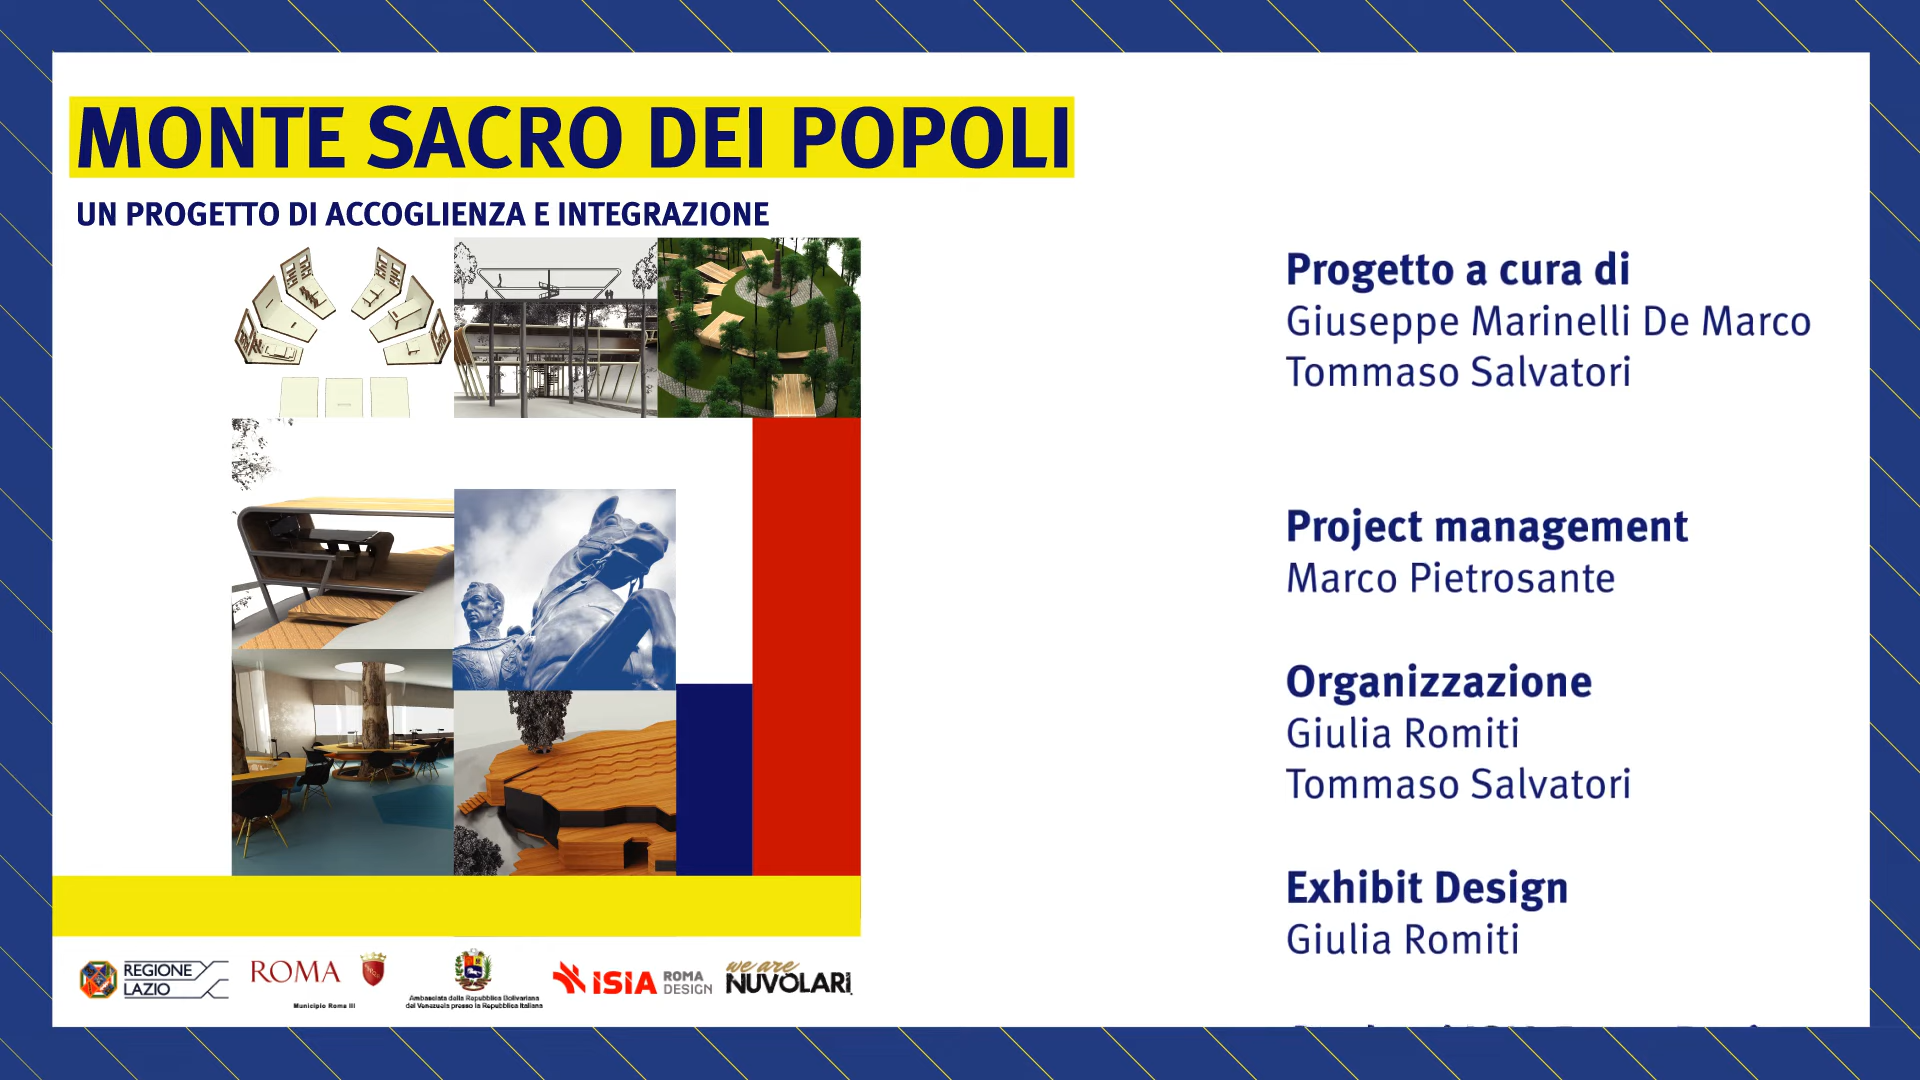 MONTE SACRO DEI POPOLI
UN PROGETTO DI ACCOGLIENZA E INTEGRAZIONE
Progetto a cura di
Giuseppe Marinelli De Marco
Tommaso Salvatori
Project management
Marco Pietrosante
Organizzazione
Giulia Romiti
Tommaso Salvatori
Exhibit Design
Giulia Romiti
REGIONE
LAZIO
ROMA
Municipio Roma III
Ambasciata della Repubblica Bolivariana
del Venezuela presso la Repubblica Italiana
ISIA
ROMA
DESIGN
we are
NUVOLARI